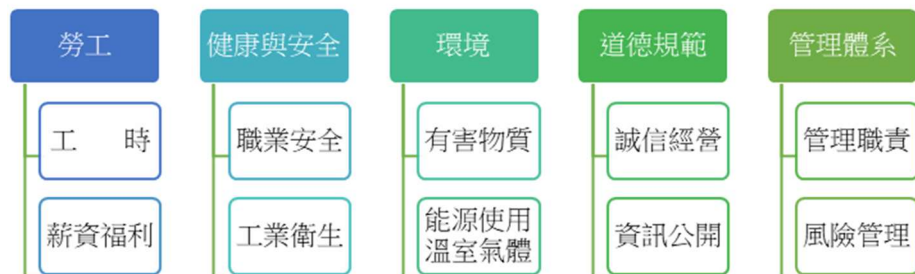 勞工
健康與安全
環境
道德規範
管理體系
工 時
職業安全
有害物質
誠信經營
管理職責
薪資福利
工業衛生
能源使用
溫室氣體
資訊公開
風險管理